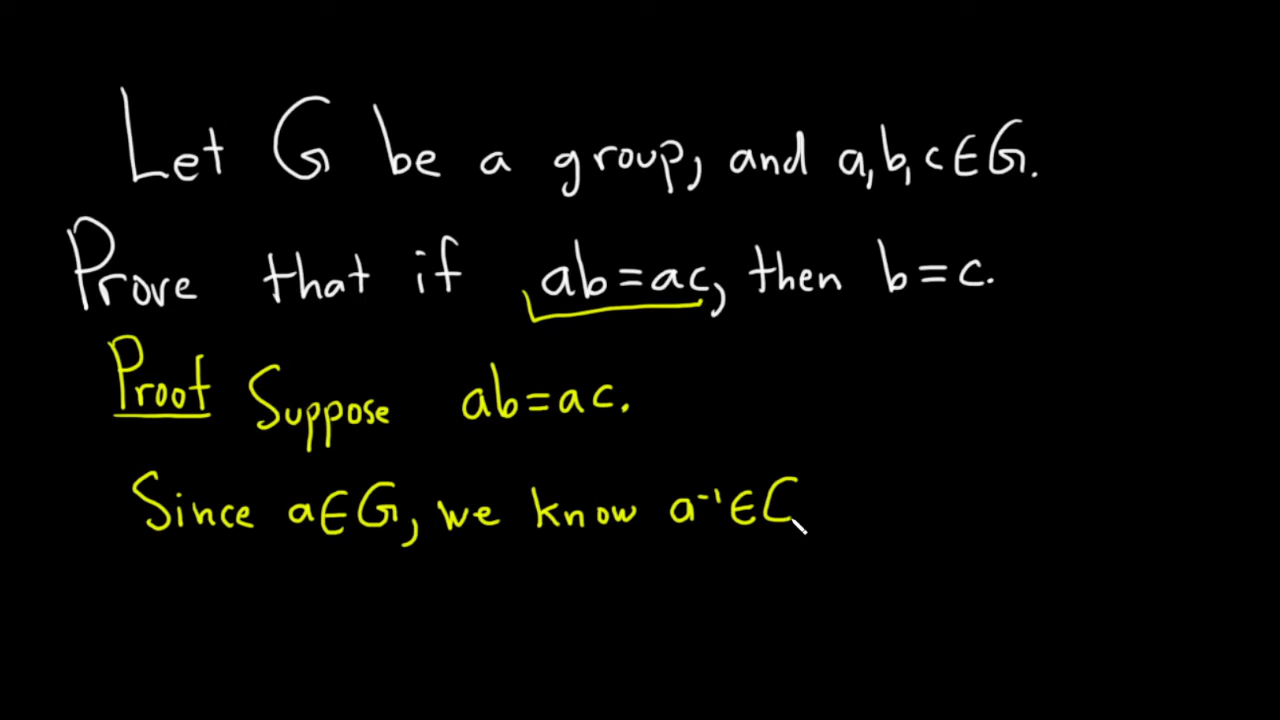 Let G be a group, and a,b,c∈G.
Prove that if ab=ac, then b=c.
Proof Suppose ab=ac.
Since a∈G, we know a⁻¹∈C